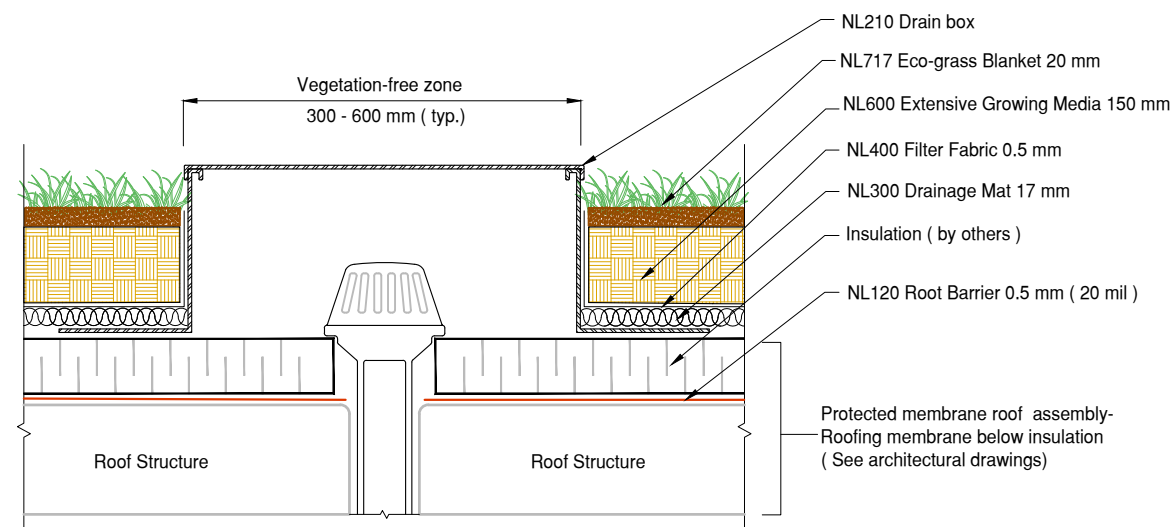 NL210 Drain box
NL717 Eco-grass Blanket 20 mm
Vegetation-free zone
300 - 600 mm ( typ.)
NL600 Extensive Growing Media 150 mm
NL400 Filter Fabric 0.5 mm
NL300 Drainage Mat 17 mm
Insulation ( by others )
NL120 Root Barrier 0.5 mm ( 20 mil )
Protected membrane roof assembly-
Roofing membrane below insulation
( See architectural drawings)
Roof Structure
Roof Structure